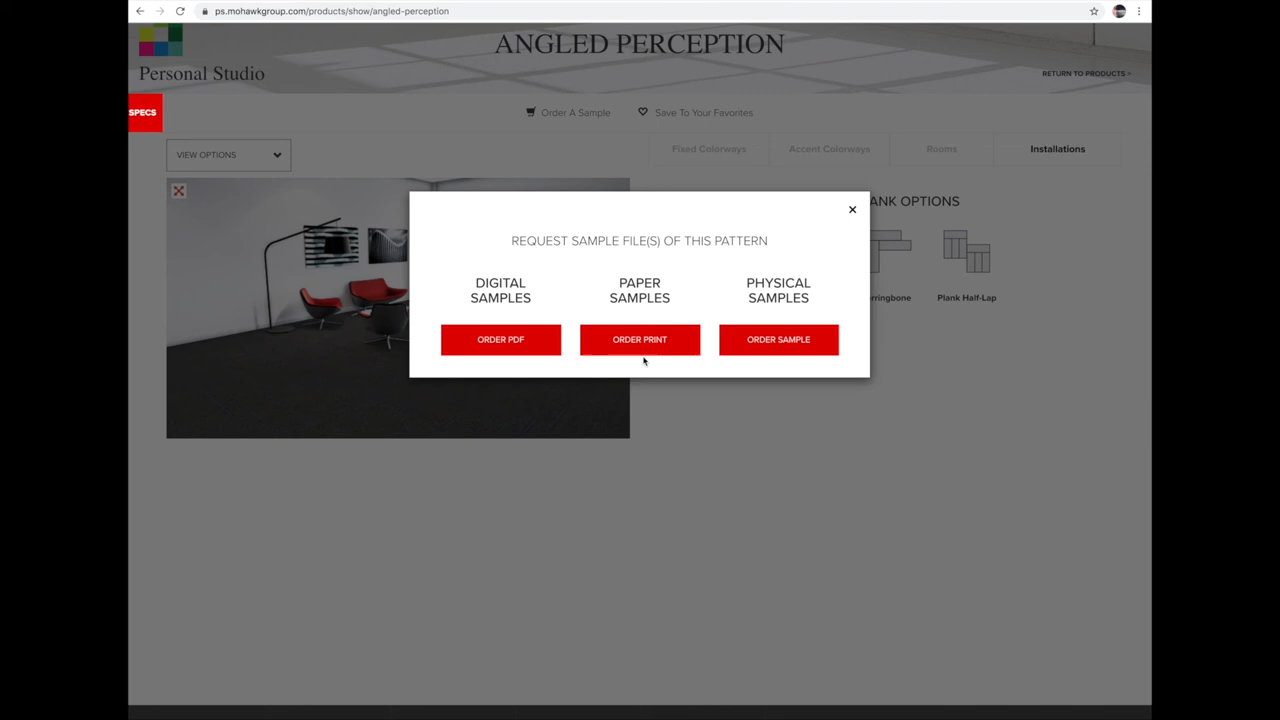 ps.mohawkgroup.com/products/show/angled-perception
ANGLED PERCEPTION
Personal Studio
RETURN TO PRODUCTS >
SPECS
Order A Sample
Save To Your Favorites
VIEW OPTIONS
Fixed Colorways
Accent Colorways
Rooms
Installations
ANK OPTIONS
rringbone
Plank Half-Lap
REQUEST SAMPLE FILE(S) OF THIS PATTERN
DIGITAL
SAMPLES
ORDER PDF
PAPER
SAMPLES
ORDER PRINT
PHYSICAL
SAMPLES
ORDER SAMPLE